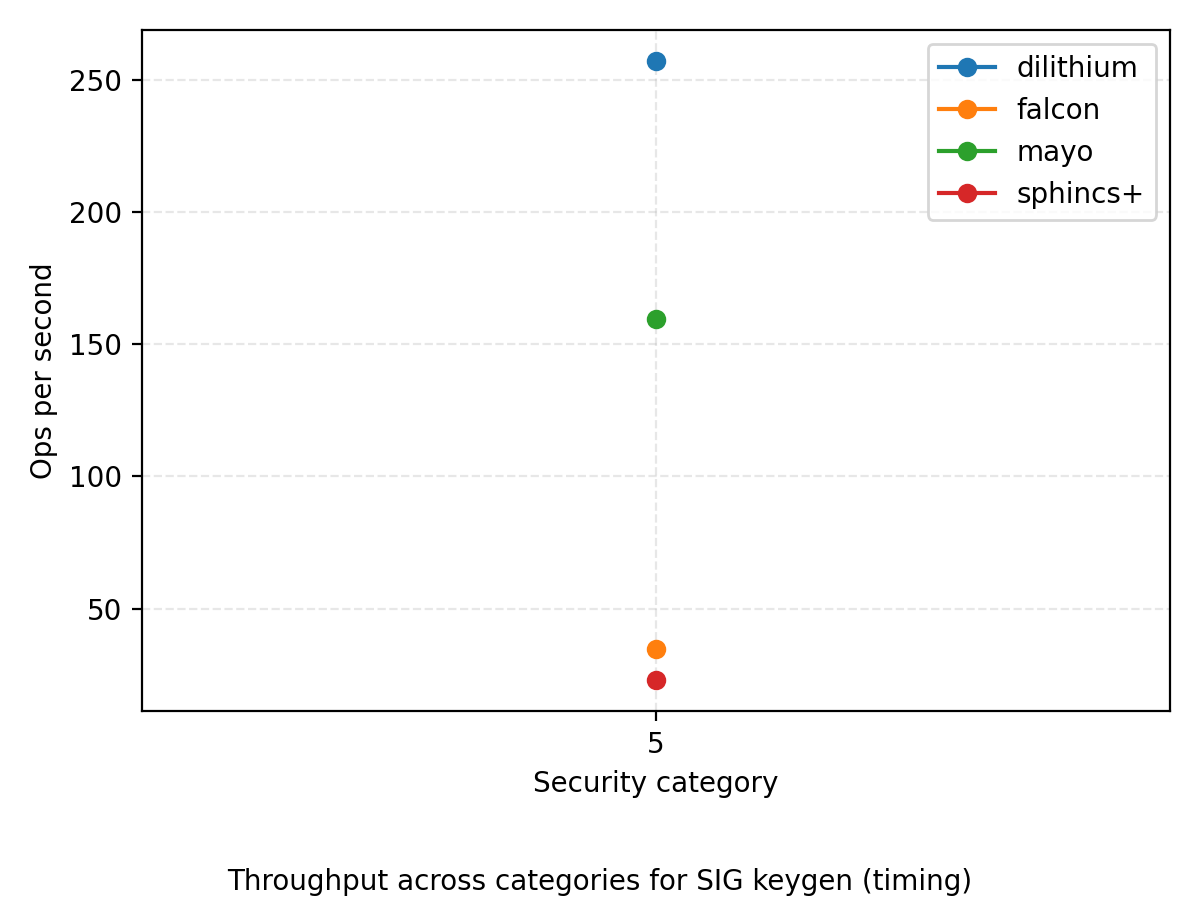 250
200
150
100
50
Ops per second
dilithium
falcon
mayo
sphincs+
5
Security category
Throughput across categories for SIG keygen (timing)